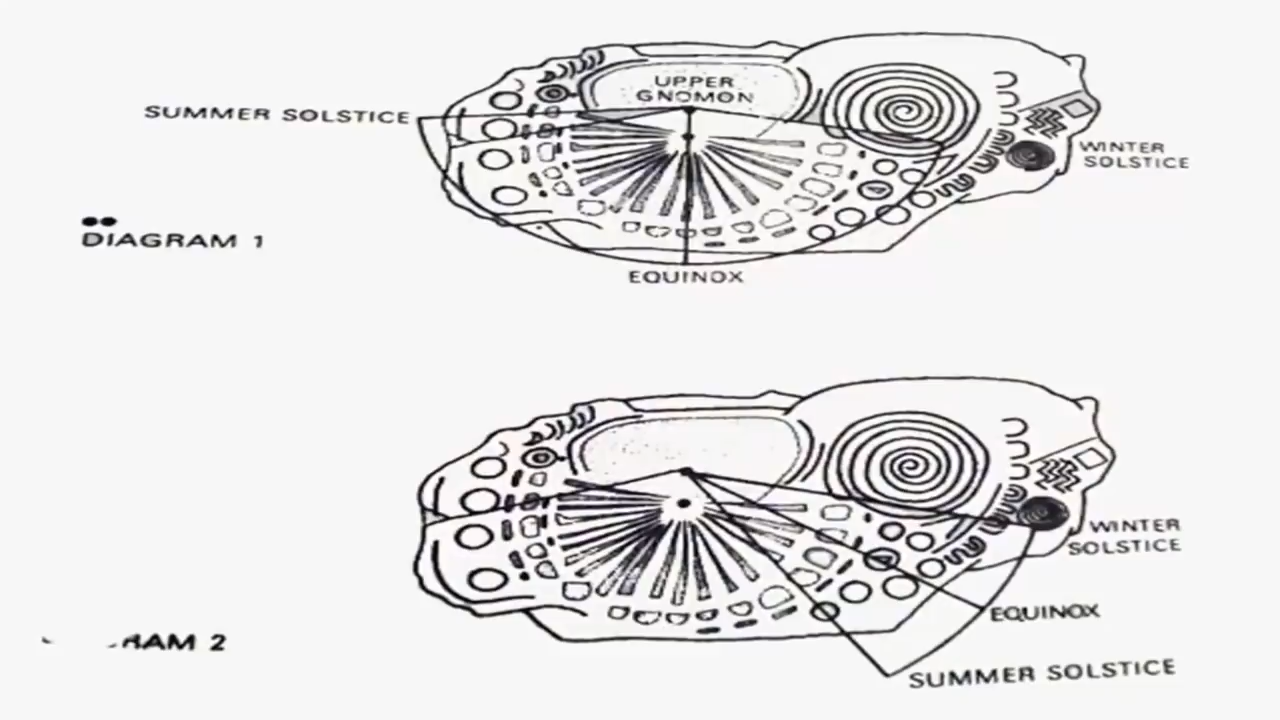 UPPER
GNOMON
SUMMER SOLSTICE
WINTER
SOLSTICE
DIAGRAM 1
EQUINOX
WINTER
SOLSTICE
EQUINOX
RAM 2
SUMMER SOLSTICE